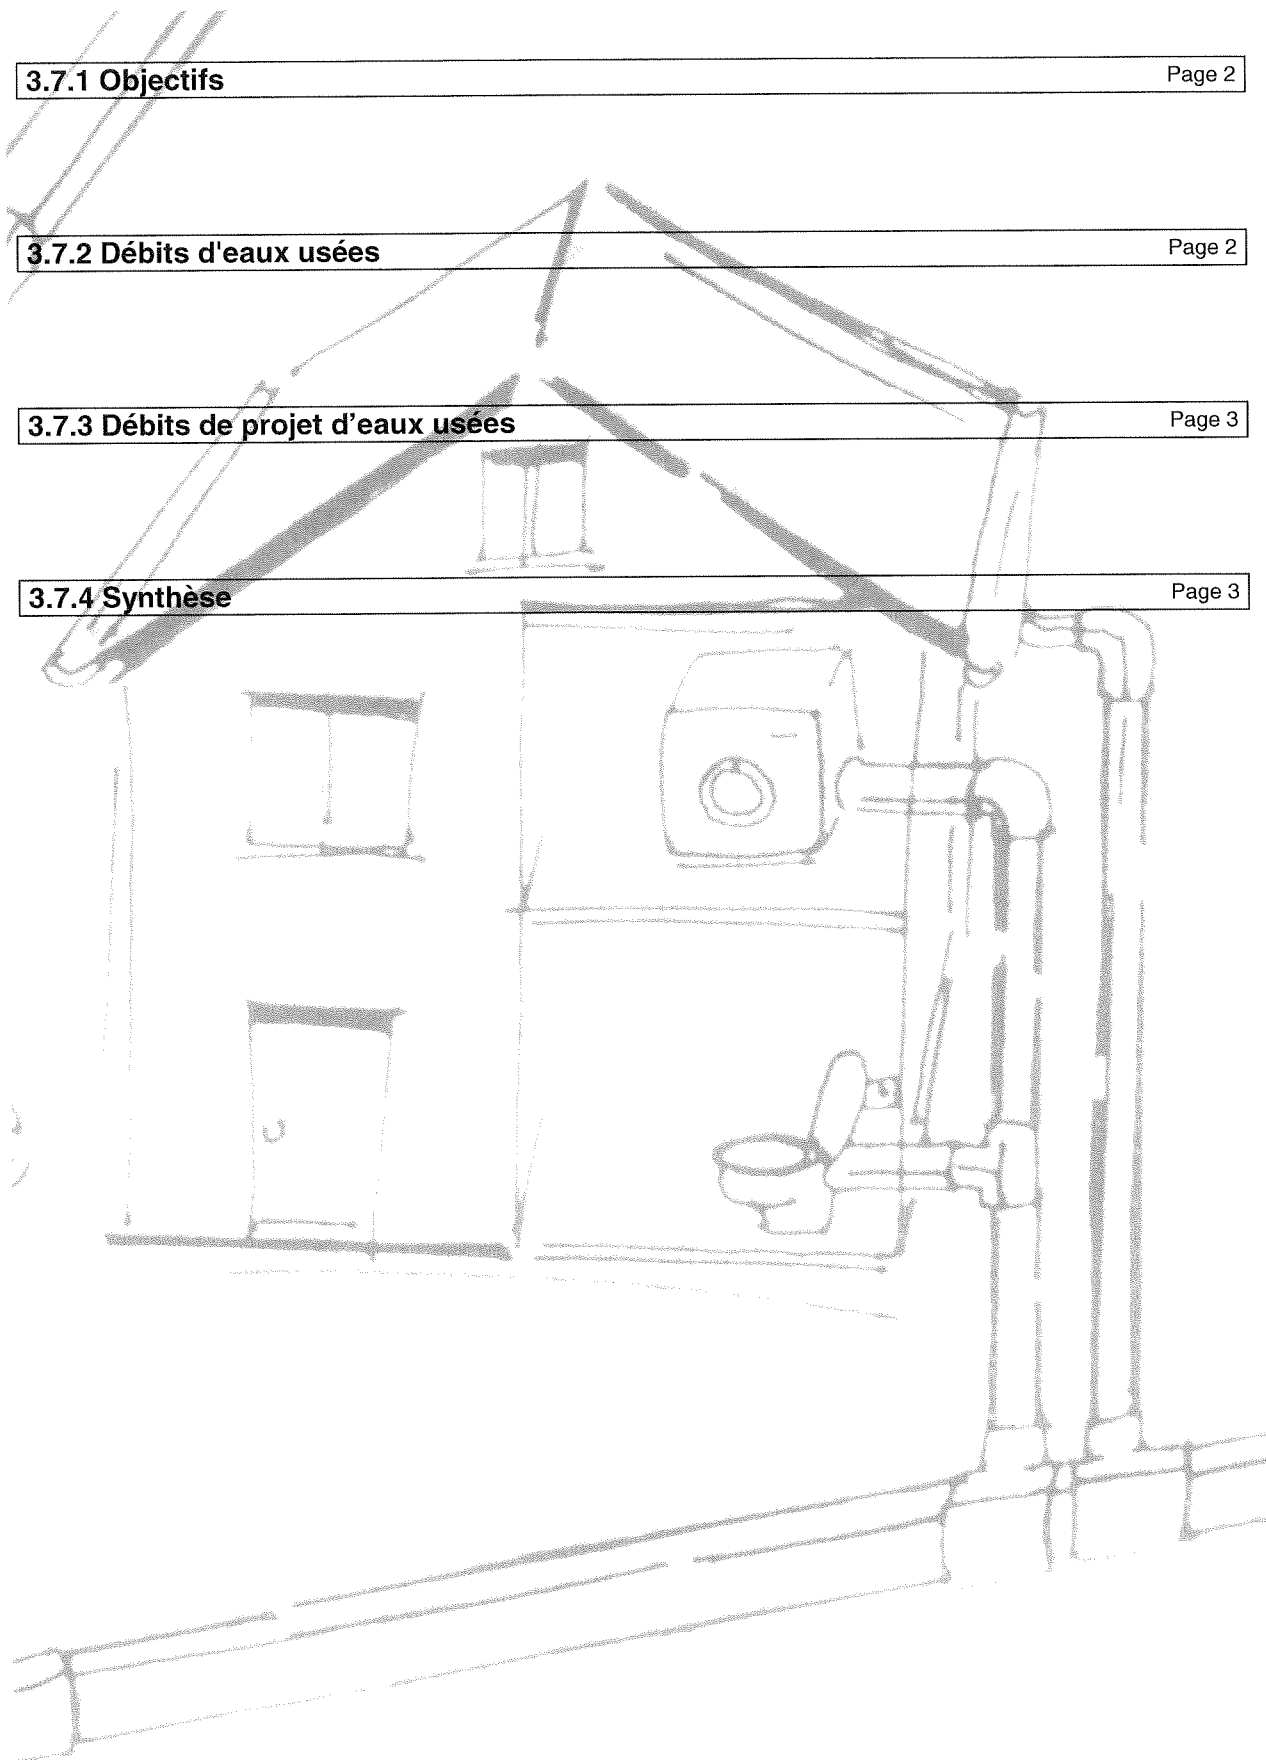 3.7.1 Objectifs Page 2
3.7.2 Débits d'eaux usées Page 2
3.7.3 Débits de projet d’eaux usées Page 3
3.7.4 Synthèse Page 3